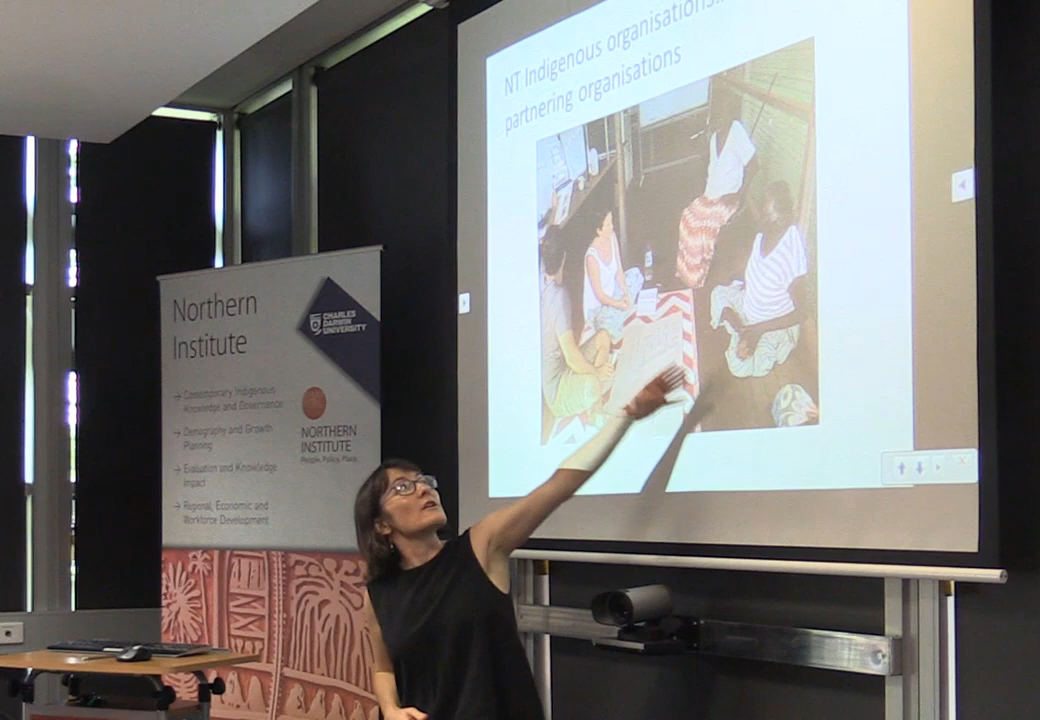 NT Indigenous organisations..
partnering organisations
Northern
Institute
CHARLES
DARWIN
UNIVERSITY
→ Contemporary Indigenous
Knowledge and Governance
→ Demography and Growth
Planning
→ Evaluation and Knowledge
Impact
→ Regional, Economic and
Workforce Development
NORTHERN
INSTITUTE
People. Policy. Place.